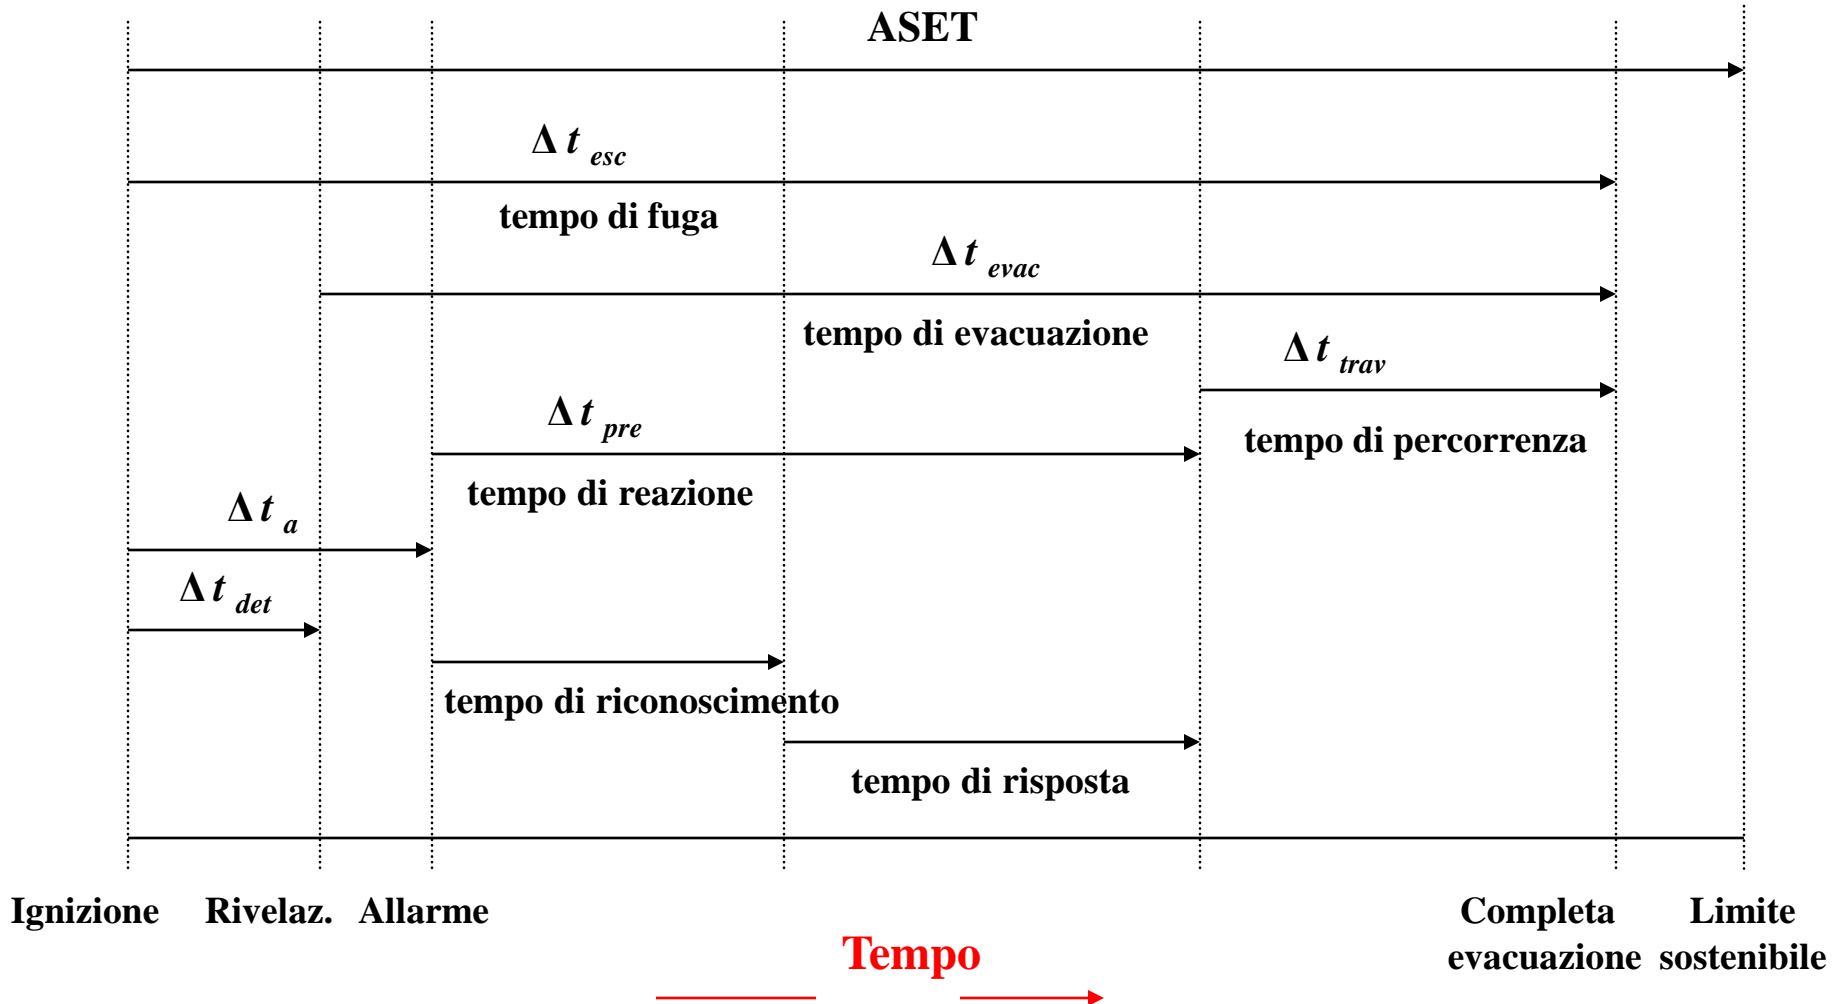 ASET
Δ t esc
tempo di fuga
Δ t evac
tempo di evacuazione
Δ t trav
tempo di percorrenza
Δ t pre
tempo di reazione
Δ t a
Δ t det
tempo di riconoscimento
tempo di risposta
Ignizione Rivelaz. Allarme Completa Limite
evacuazione sostenibile
Tempo